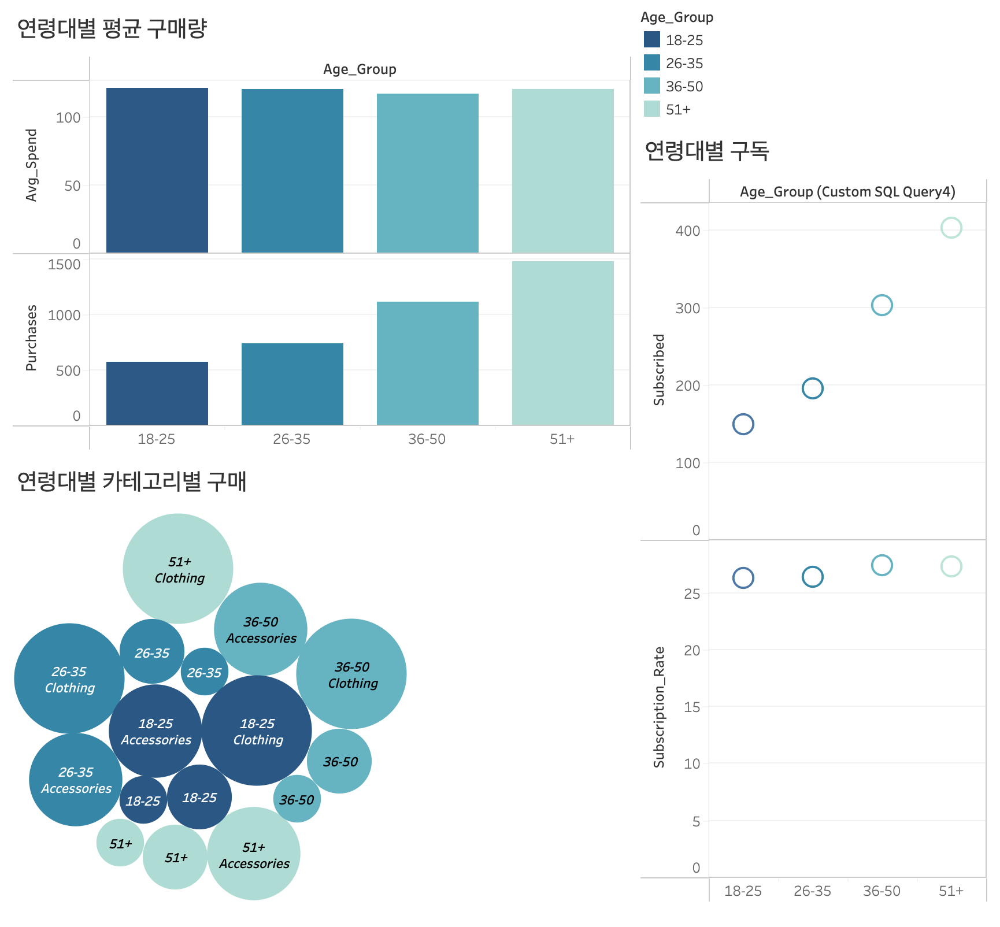 연령대별 평균 구매량
Age_Group
Avg_Spend
100
50
0
Purchases
1500
1000
500
0
18-25
26-35
36-50
51+
Age_Group
18-25
26-35
36-50
51+
연령대별 구독
Age_Group (Custom SQL Query4)
Subscribed
400
300
200
100
0
Subscription_Rate
25
20
15
10
5
0
18-25
26-35
36-50
51+
연령대별 카테고리별 구매
51+
Clothing
36-50
Accessories
26-35
26-35
36-50
Clothing
26-35
Clothing
18-25
Accessories
18-25
Clothing
36-50
26-35
Accessories
18-25
18-25
36-50
51+
51+
51+
Accessories